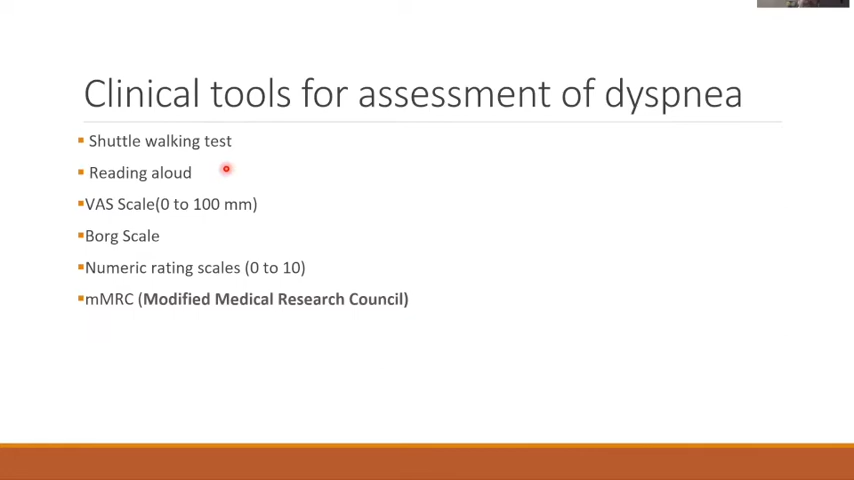 Clinical tools for assessment of dyspnea
Shuttle walking test
Reading aloud
VAS Scale(0 to 100 mm)
Borg Scale
Numeric rating scales (0 to 10)
mMRC (Modified Medical Research Council)